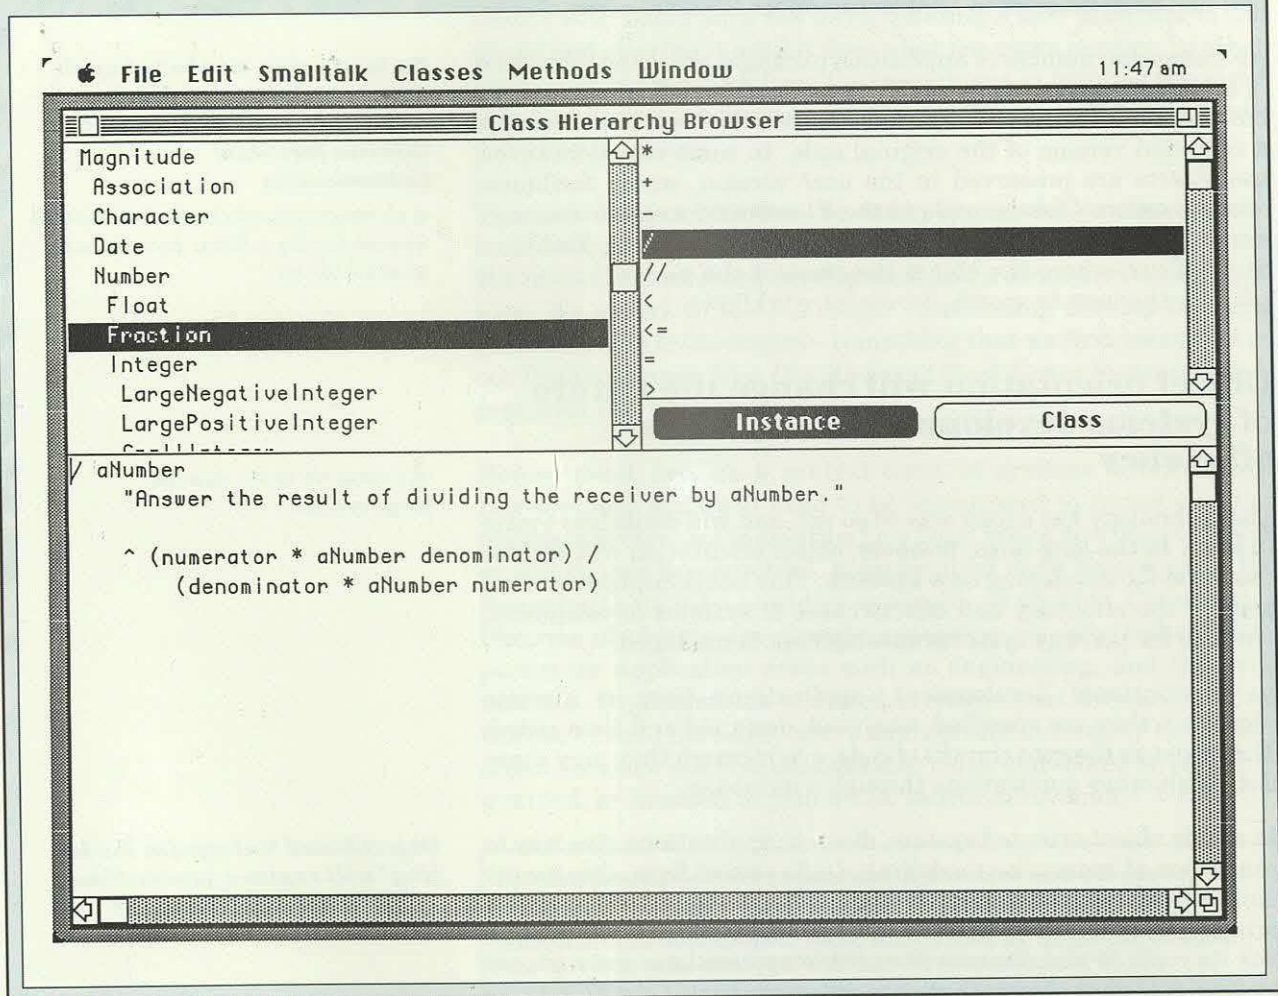 File Edit Smalltalk Classes Methods Window 11:47 am
Class Hierarchy Browser
Magnitude
Association
Character
Date
Number
Float
Fraction
Integer
LargeNegativeInteger
LargePositiveInteger
*
+
-
/
//
<
<=
=
>
Instance Class
/ aNumber
"Answer the result of dividing the receiver by aNumber."
^ (numerator * aNumber denominator) /
(denominator * aNumber numerator)